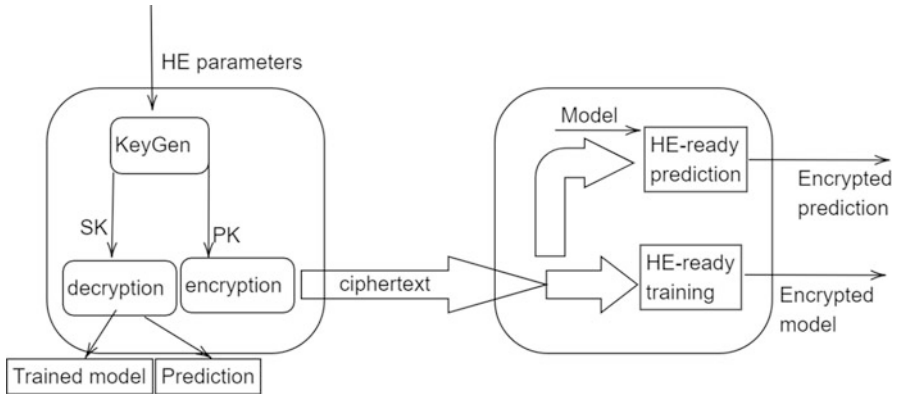 HE parameters
KeyGen
SK
PK
decryption
encryption
Trained model
Prediction
ciphertext
Model
HE-ready
prediction
Encrypted
prediction
HE-ready
training
Encrypted
model